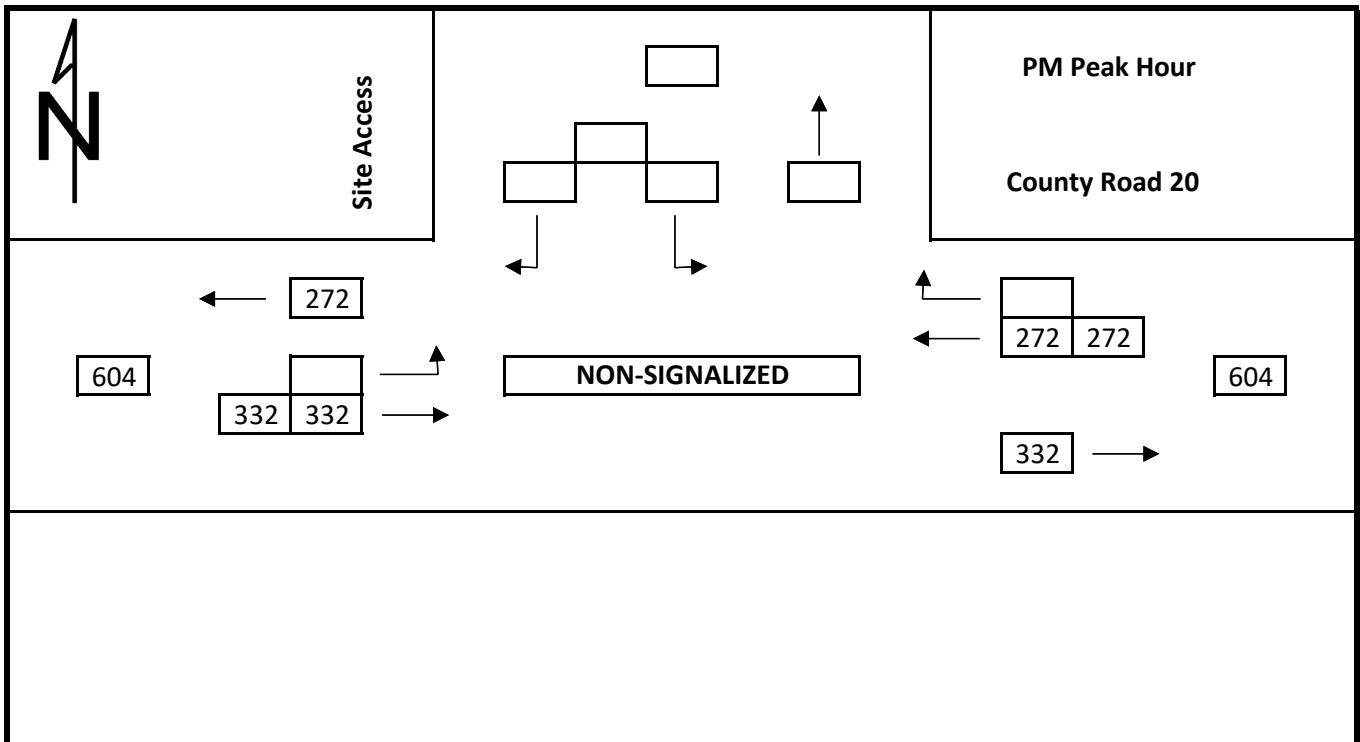 N
Site Access
PM Peak Hour
County Road 20
272
272 272
604
NON-SIGNALIZED
604
332 332
332